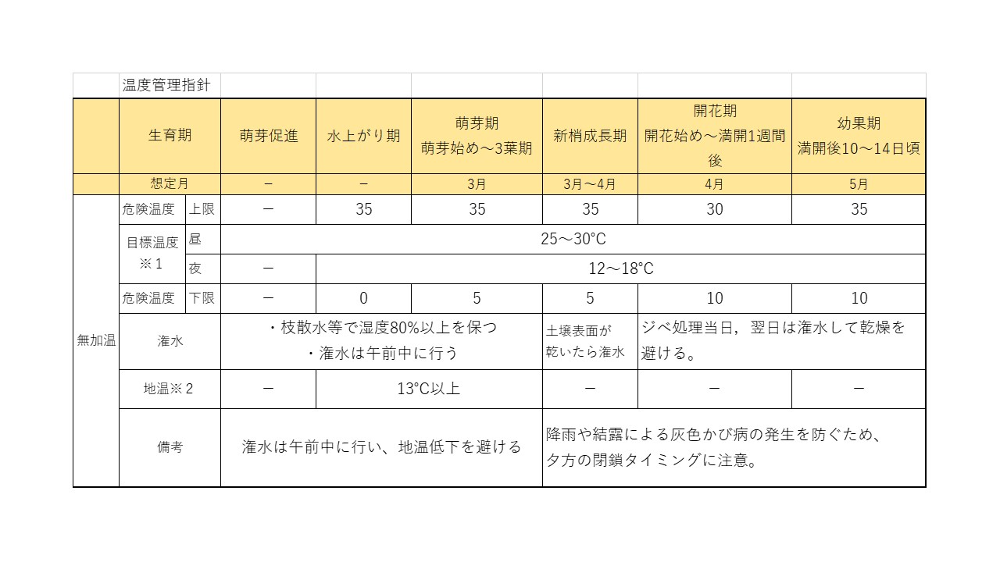 温度管理指針
生育期
萌芽促進
水上がり期
萌芽期
萌芽始め～3葉期
新梢成長期
開花期
開花始め～満開1週間
後
幼果期
満開後10～14日頃
想定月
－
－
3月
3月～4月
4月
5月
無加温
危険温度
上限
－
35
35
35
30
35
目標温度
※１
昼
25～30℃
夜
－
12～18℃
危険温度
下限
－
0
5
5
10
10
潅水
・枝散水等で湿度80%以上を保つ
・潅水は午前中に行う
土壌表面が
乾いたら潅水
ジベ処理当日，翌日は潅水して乾燥を
避ける。
地温※２
－
13℃以上
－
－
－
備考
潅水は午前中に行い、地温低下を避ける
降雨や結露による灰色かび病の発生を防ぐため、
夕方の閉鎖タイミングに注意。